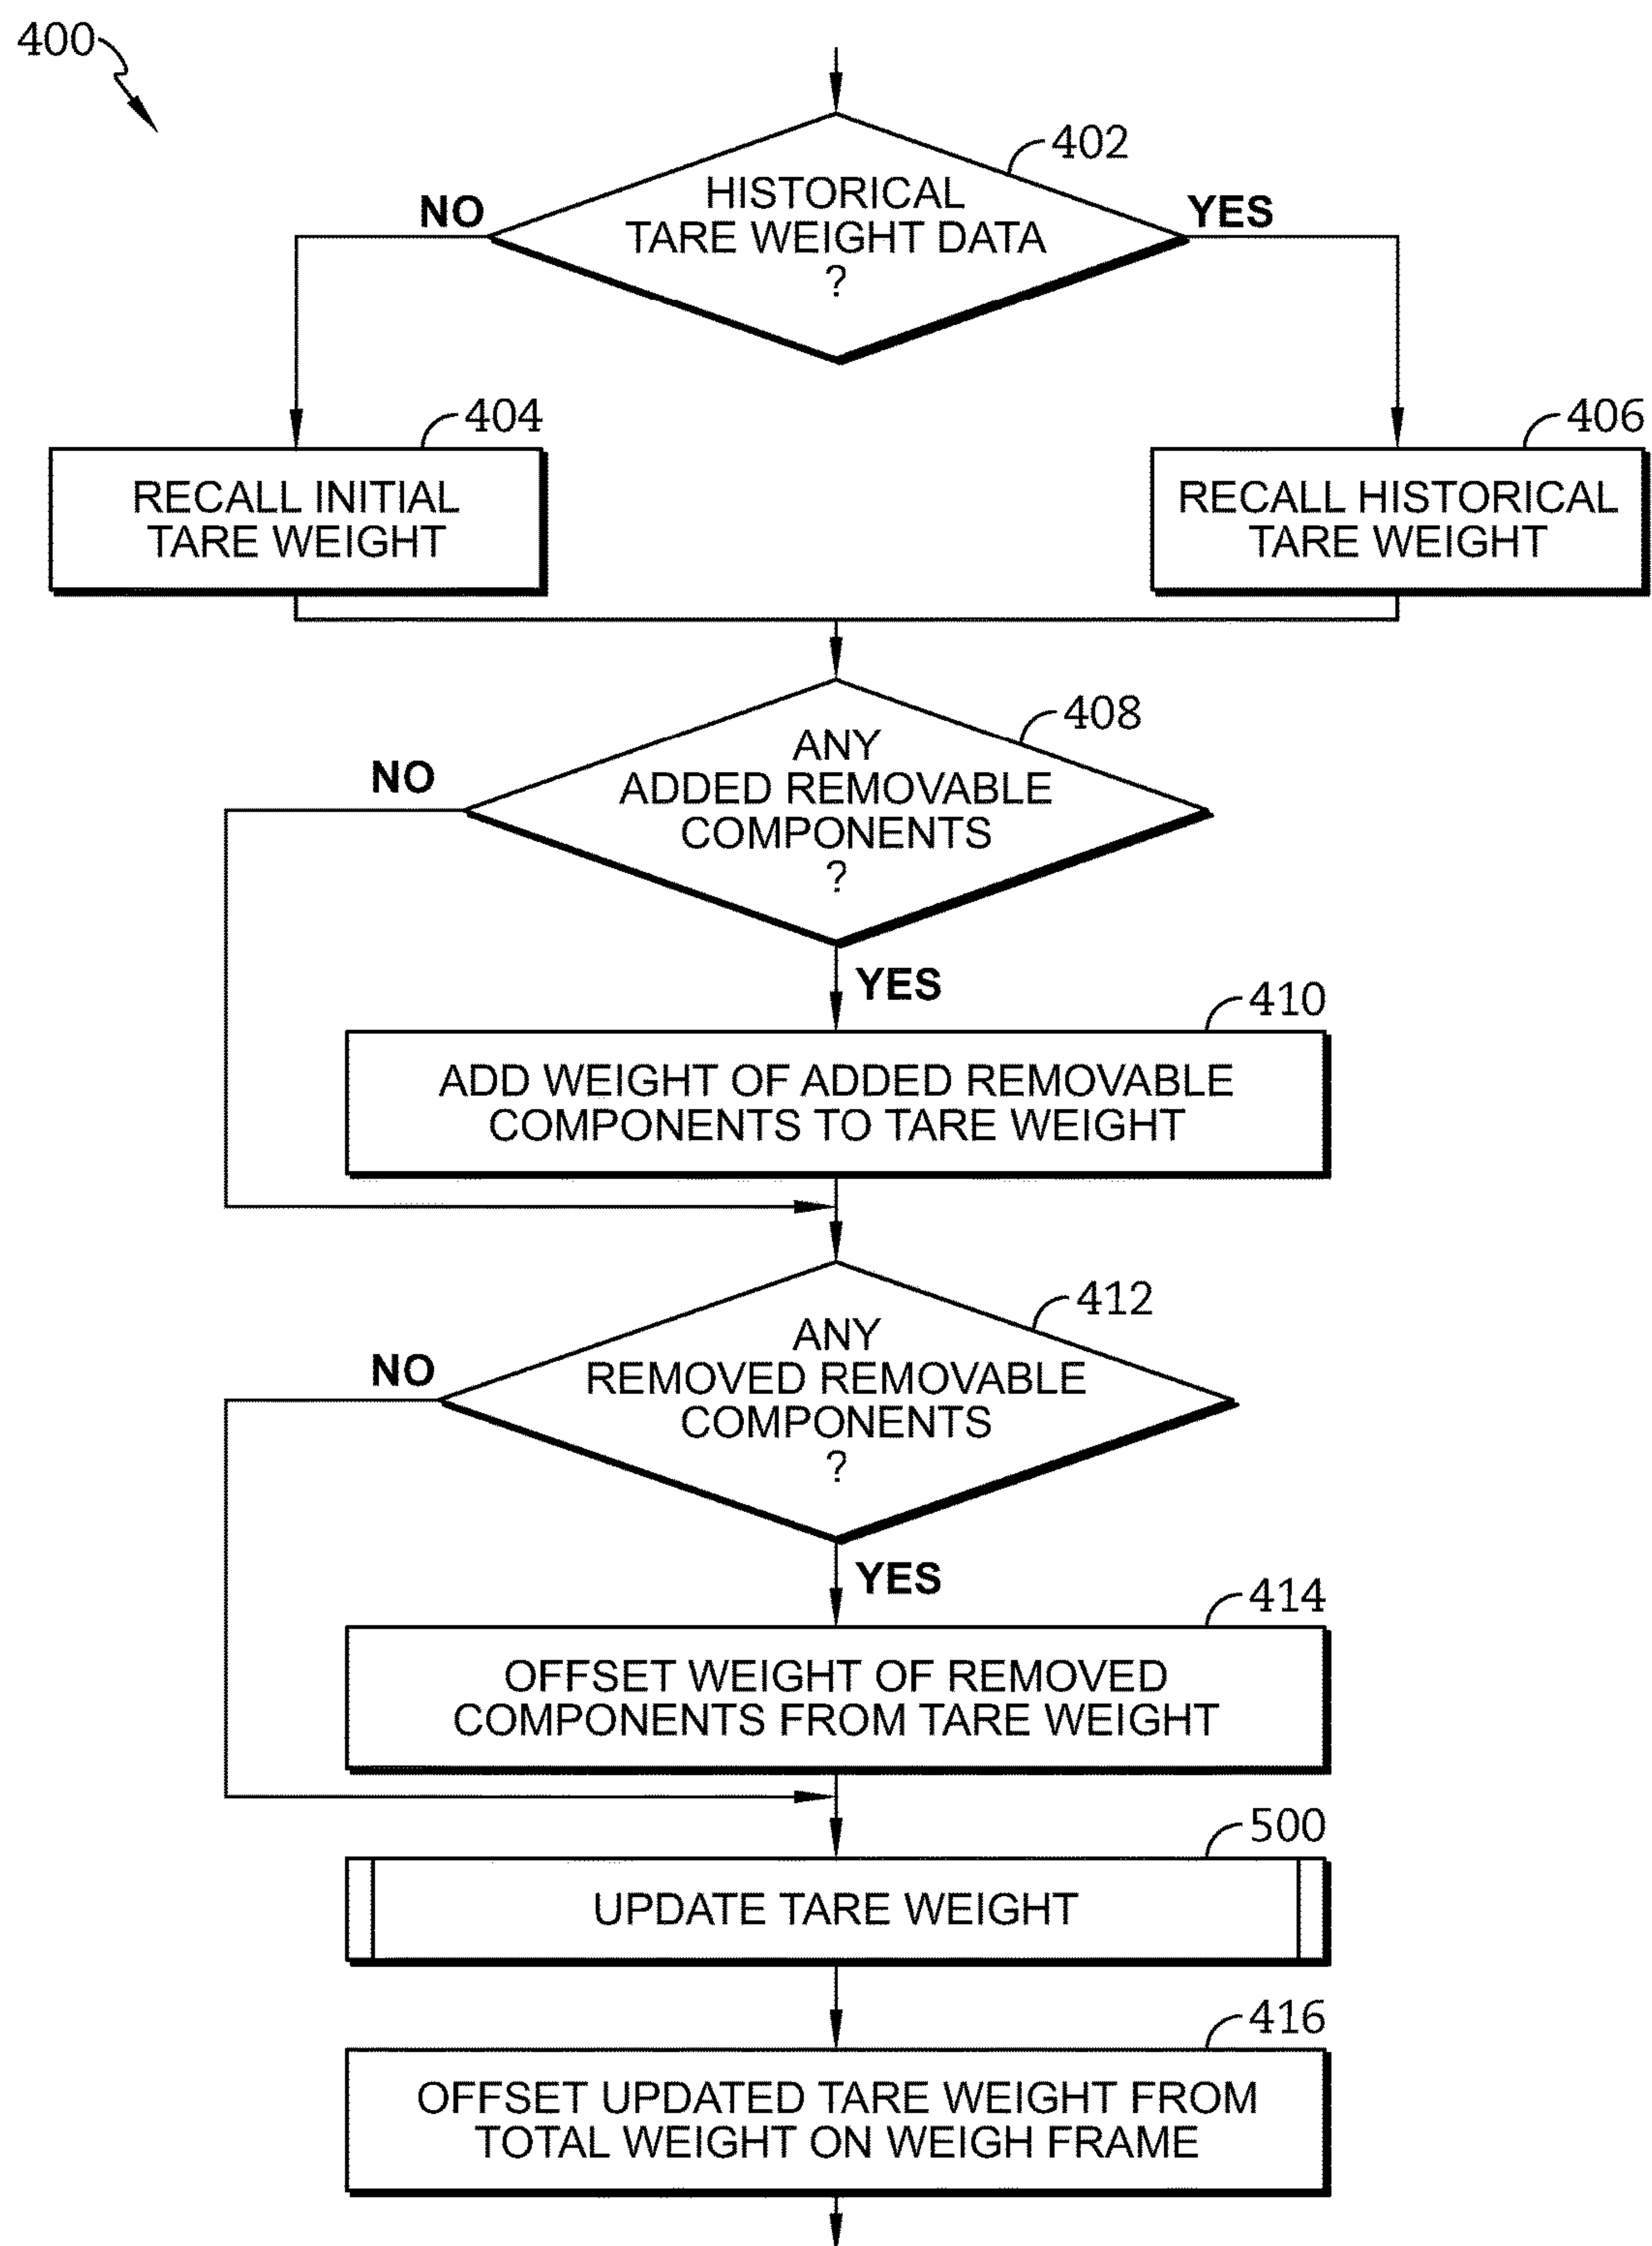 400
402
HISTORICAL
TARE WEIGHT DATA
?
NO
YES
404
RECALL INITIAL
TARE WEIGHT
406
RECALL HISTORICAL
TARE WEIGHT
408
ANY
ADDED REMOVABLE
COMPONENTS
?
NO
YES
410
ADD WEIGHT OF ADDED REMOVABLE
COMPONENTS TO TARE WEIGHT
412
ANY
REMOVED REMOVABLE
COMPONENTS
?
NO
YES
414
OFFSET WEIGHT OF REMOVED
COMPONENTS FROM TARE WEIGHT
500
UPDATE TARE WEIGHT
416
OFFSET UPDATED TARE WEIGHT FROM
TOTAL WEIGHT ON WEIGH FRAME